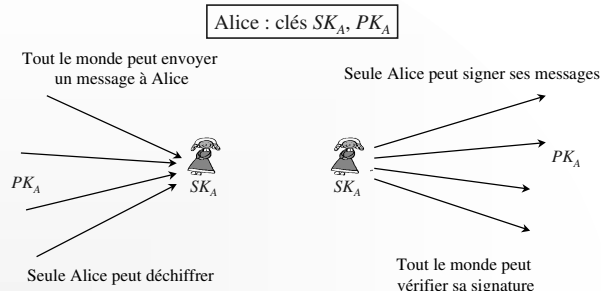 Alice : clés SK_A, PK_A
Tout le monde peut envoyer
un message à Alice
PK_A
SK_A
Seule Alice peut déchiffrer
Seule Alice peut signer ses messages
SK_A
PK_A
Tout le monde peut
vérifier sa signature